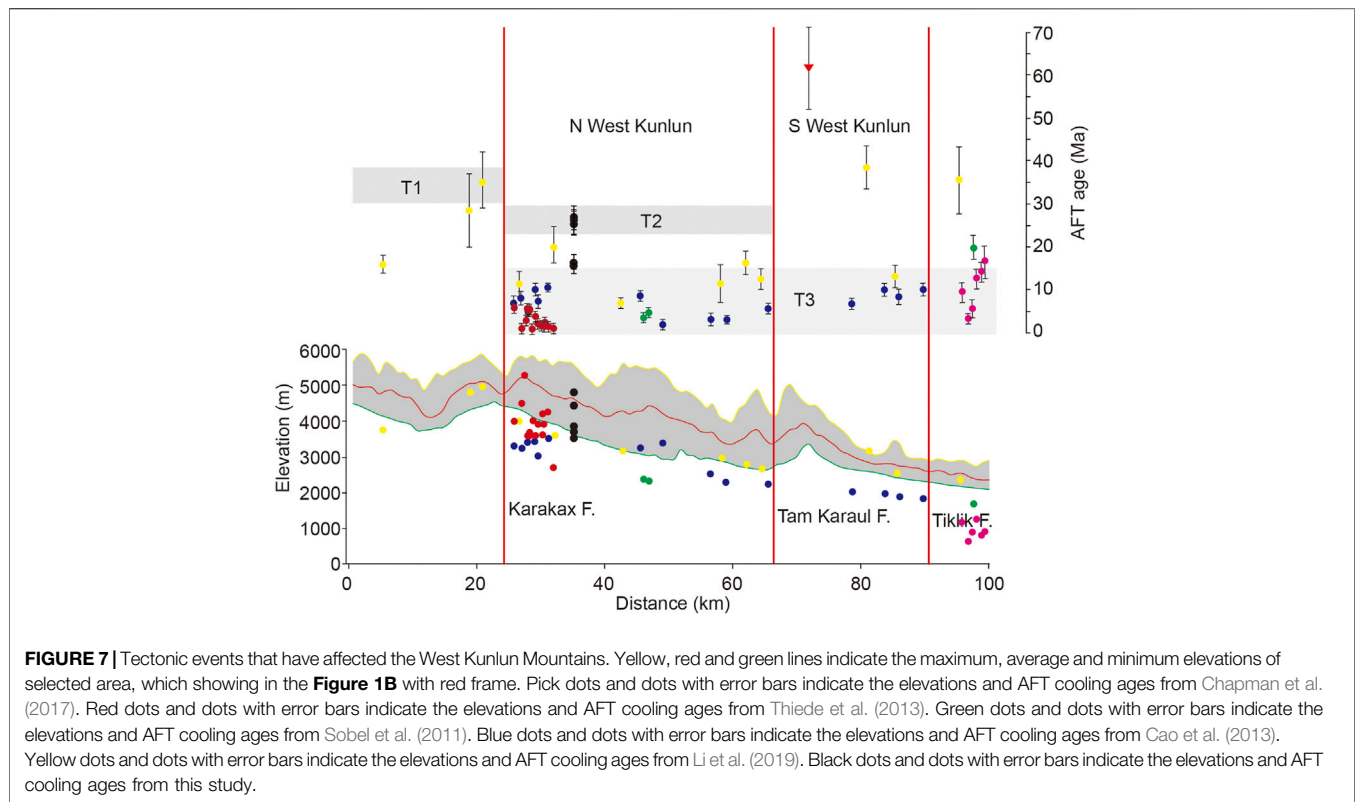 70
60
50
40
30
20
10
0
AFT age (Ma)
N West Kunlun
S West Kunlun
T1
T2
T3
6000
5000
4000
3000
2000
1000
0
Elevation (m)
Karakax F.
Tam Karaul F.
Tiklik F.
0 20 40 60 80 100
Distance (km)
FIGURE 7 | Tectonic events that have affected the West Kunlun Mountains. Yellow, red and green lines indicate the maximum, average and minimum elevations of
selected area, which showing in the Figure 1B with red frame. Pick dots and dots with error bars indicate the elevations and AFT cooling ages from Chapman et al.
(2017). Red dots and dots with error bars indicate the elevations and AFT cooling ages from Thiede et al. (2013). Green dots and dots with error bars indicate the
elevations and AFT cooling ages from Sobel et al. (2011). Blue dots and dots with error bars indicate the elevations and AFT cooling ages from Cao et al. (2013).
Yellow dots and dots with error bars indicate the elevations and AFT cooling ages from Li et al. (2019). Black dots and dots with error bars indicate the elevations and AFT
cooling ages from this study.